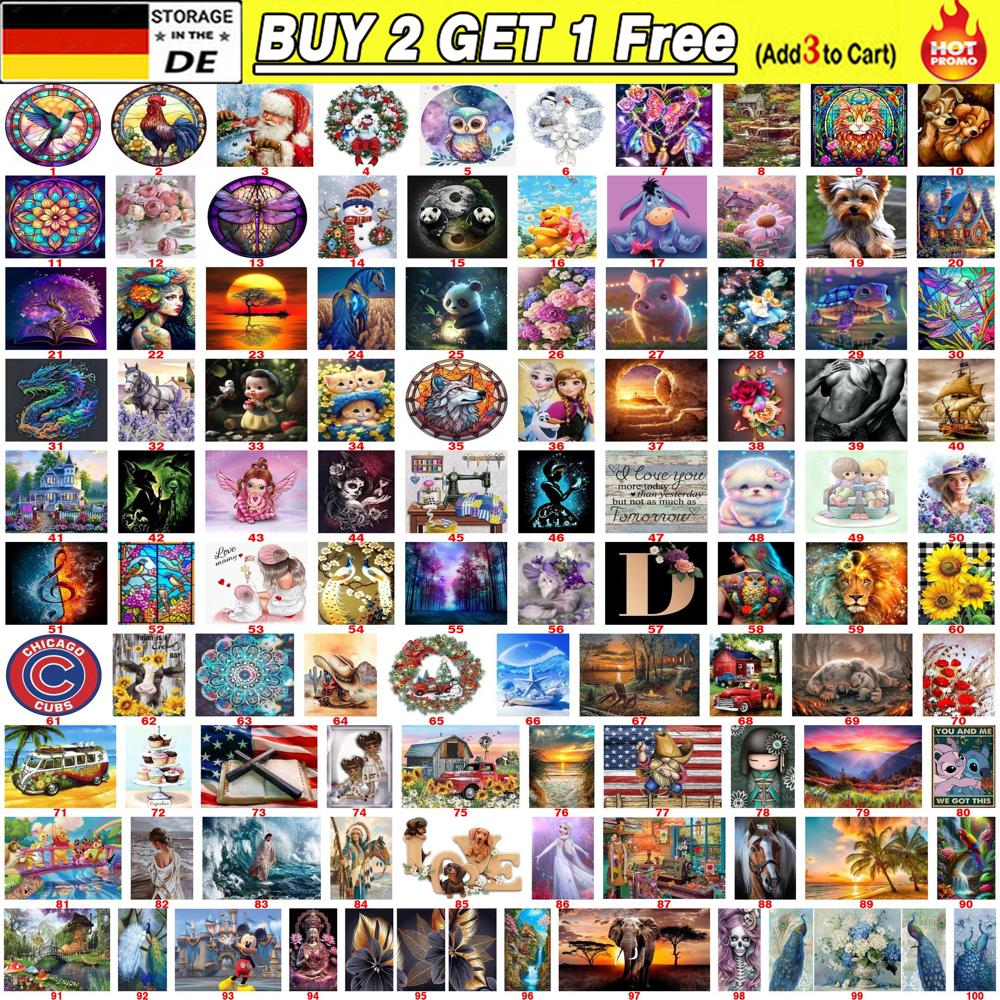 STORAGE
IN THE
DE
BUY 2 GET 1 Free
(Add 3 to Cart)
HOT
PROMO
1 2 3 4 5 6 7 8 9 10
11 12 13 14 15 16 17 18 19 20
21 22 23 24 25 26 27 28 29 30
31 32 33 34 35 36 37 38 39 40
I love you
more today
than yesterday
but not as much as
Tomorrow
41 42 43 44 45 46 47 48 49 50
Love
mamy
D
51 52 53 54 55 56 57 58 59 60
CHICAGO
C
CUBS
TODAY IS A
Good
DAY
61 62 63 64 65 66 67 68 69 70
YOU AND ME
WE GOT THIS
Cupcakes
71 72 73 74 75 76 77 78 79 80
LOVE
81 82 83 84 85 86 87 88 89 90
91 92 93 94 95 96 97 98 99 100